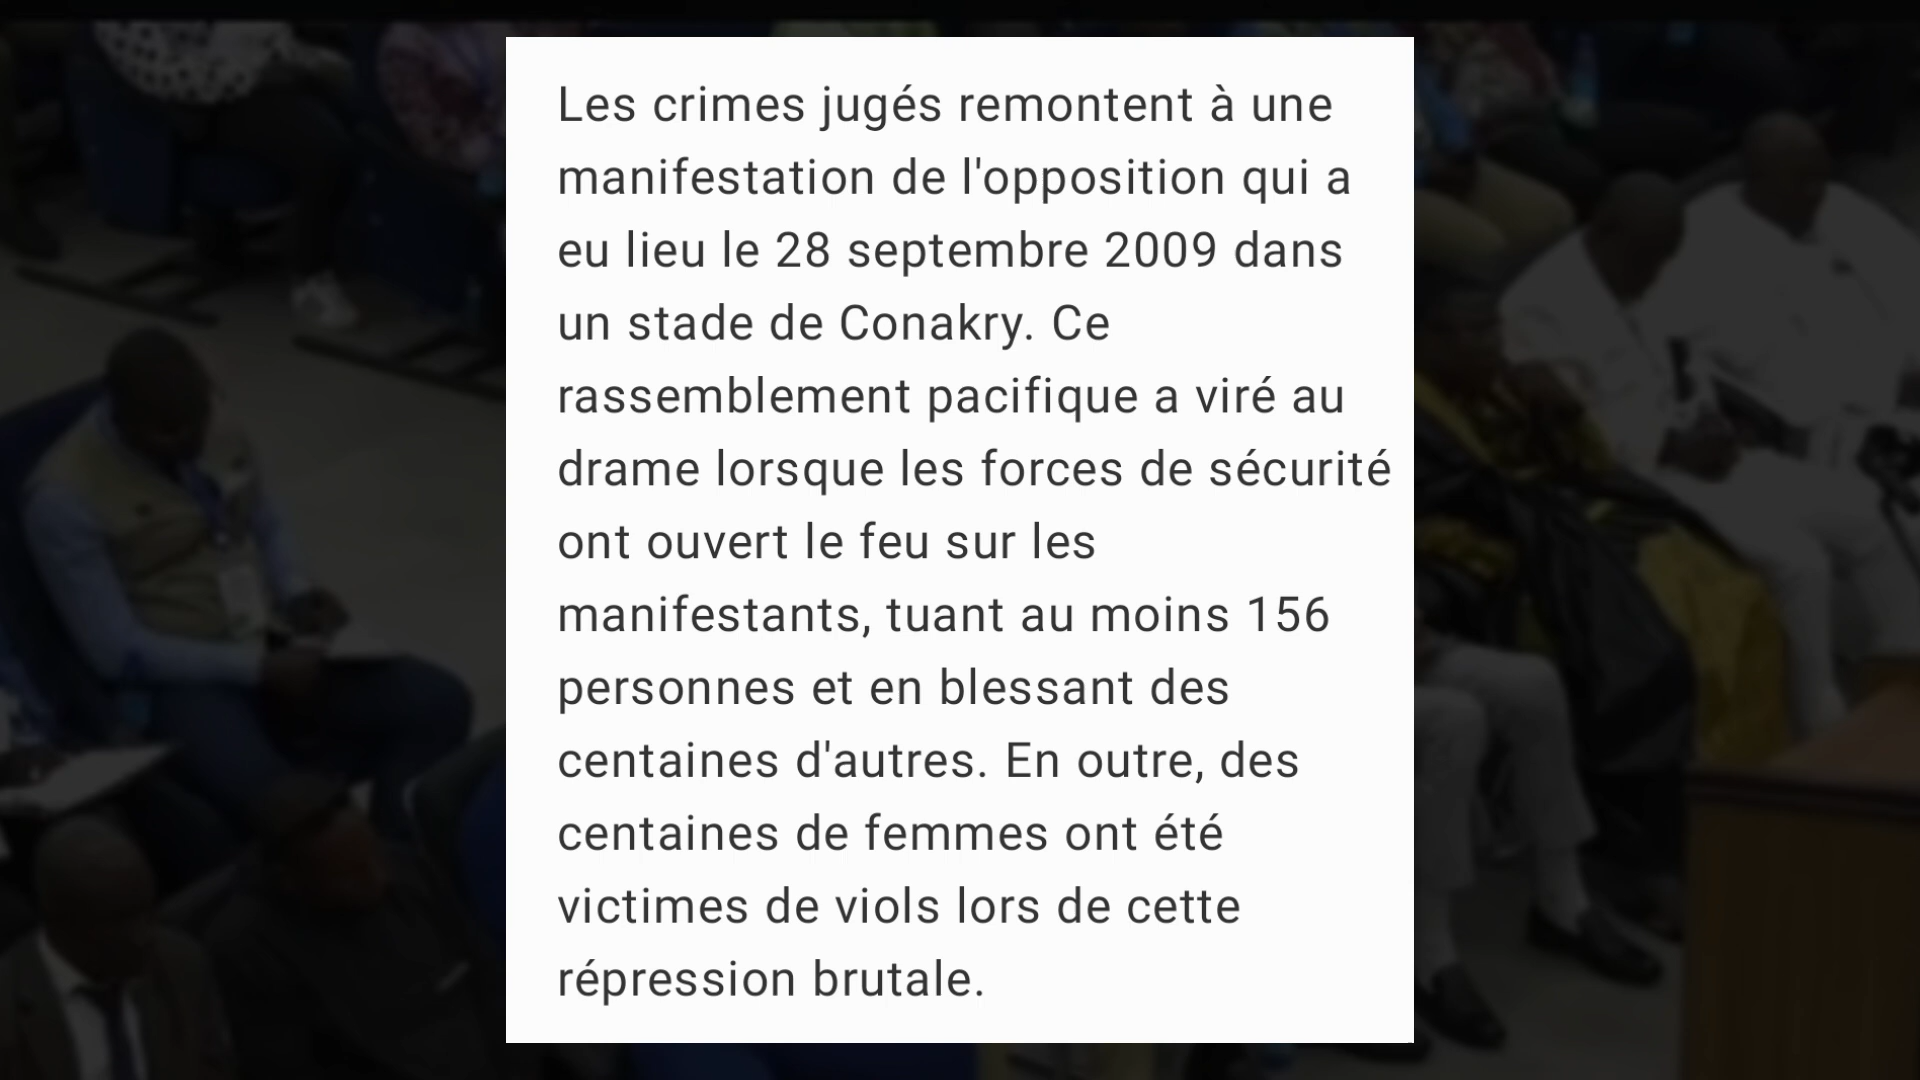 Les crimes jugés remontent à une
manifestation de l'opposition qui a
eu lieu le 28 septembre 2009 dans
un stade de Conakry. Ce
rassemblement pacifique a viré au
drame lorsque les forces de sécurité
ont ouvert le feu sur les
manifestants, tuant au moins 156
personnes et en blessant des
centaines d'autres. En outre, des
centaines de femmes ont été
victimes de viols lors de cette
répression brutale.